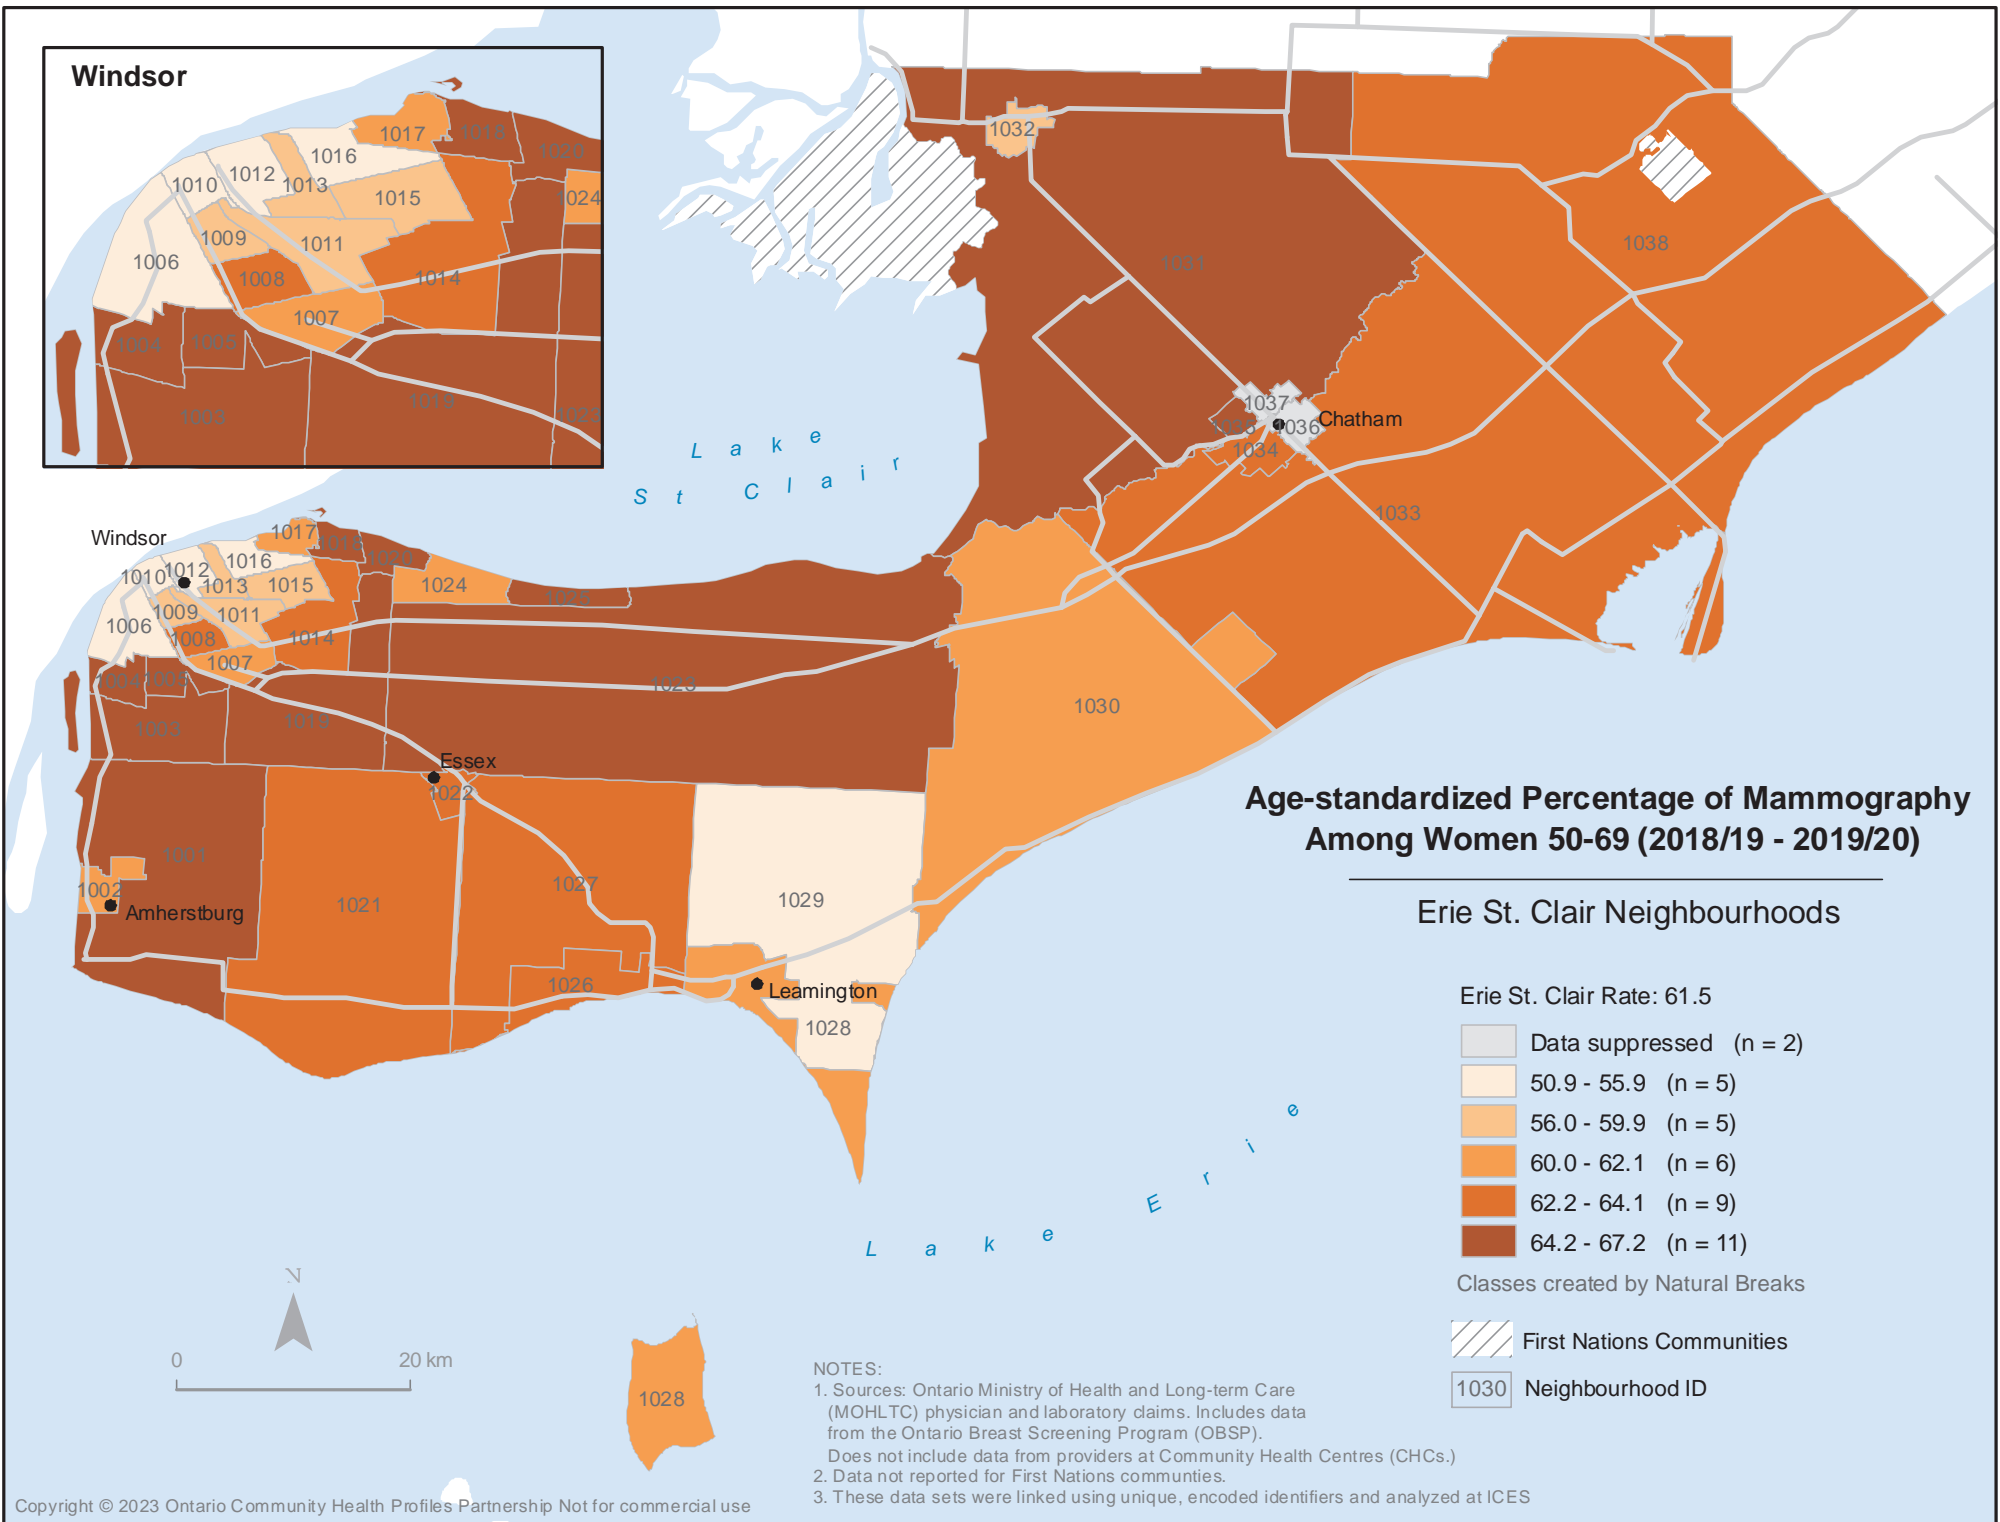 Windsor
1017
1018
1020
1016
1012
1010
1013
1015
1024
1009
1011
1006
1008
1014
1007
1004
1005
1003
1019
1023
1032
1038
1031
1037
1035
1036
Chatham
1034
1033
Lake
St Clair
Windsor
1017
1018
1020
1016
1012
1010
1013
1015
1024
1025
1009
1011
1006
1008
1014
1007
1004
1005
1023
1003
1019
1030
Essex
1022
1001
1002
Amherstburg
1021
1027
1029
1026
Leamington
1028
Lake Erie
1028
Age-standardized Percentage of Mammography
Among Women 50-69 (2018/19 - 2019/20)
Erie St. Clair Neighbourhoods
Erie St. Clair Rate: 61.5
Data suppressed (n = 2)
50.9 - 55.9 (n = 5)
56.0 - 59.9 (n = 5)
60.0 - 62.1 (n = 6)
62.2 - 64.1 (n = 9)
64.2 - 67.2 (n = 11)
Classes created by Natural Breaks
First Nations Communities
1030 Neighbourhood ID
N
0 20 km
NOTES:
1. Sources: Ontario Ministry of Health and Long-term Care
(MOHLTC) physician and laboratory claims. Includes data
from the Ontario Breast Screening Program (OBSP).
Does not include data from providers at Community Health Centres (CHCs.)
2. Data not reported for First Nations communties.
3. These data sets were linked using unique, encoded identifiers and analyzed at ICES
Copyright © 2023 Ontario Community Health Profiles Partnership Not for commercial use